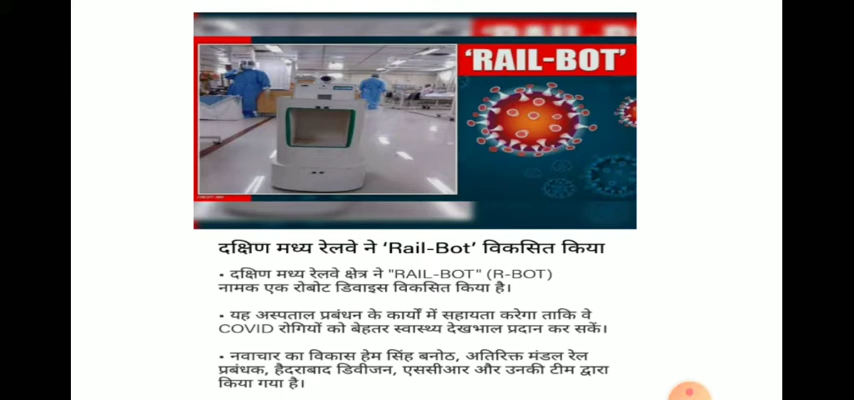 'RAIL-BOT'
दक्षिण मध्य रेलवे ने ‘Rail-Bot’ विकसित किया
• दक्षिण मध्य रेलवे क्षेत्र ने "RAIL-BOT" (R-BOT)
नामक एक रोबोट डिवाइस विकसित किया है।
• यह अस्पताल प्रबंधन के कार्यों में सहायता करेगा ताकि वे
COVID रोगियों को बेहतर स्वास्थ्य देखभाल प्रदान कर सकें।
• नवाचार का विकास हेम सिंह बनोठ, अतिरिक्त मंडल रेल
प्रबंधक, हैदराबाद डिवीजन, एससीआर और उनकी टीम द्वारा
किया गया है।